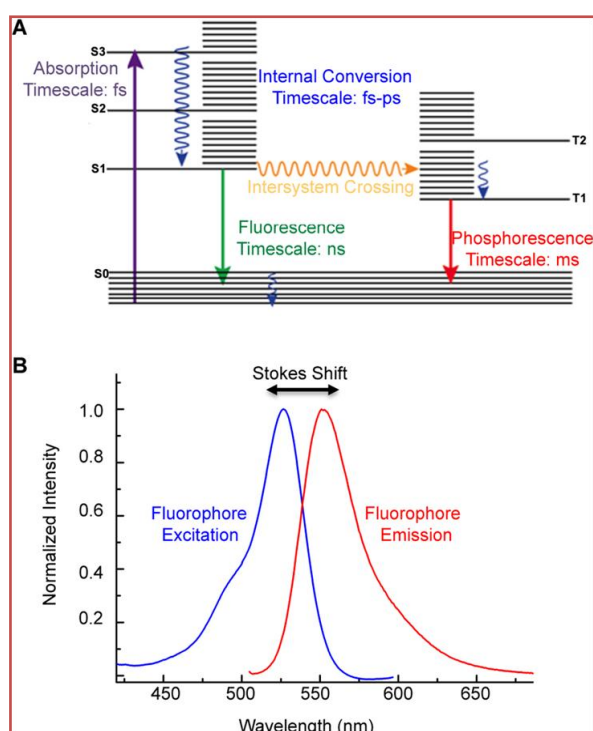 A
S3
Absorption
Timescale: fs
Internal Conversion
Timescale: fs-ps
S2
T2
S1
Intersystem Crossing
T1
Fluorescence
Timescale: ns
Phosphorescence
Timescale: ms
S0
B
Stokes Shift
1.0
0.8
0.6
0.4
0.2
Normalized Intensity
Fluorophore
Excitation
Fluorophore
Emission
450
500
550
600
650
Wavelength (nm)